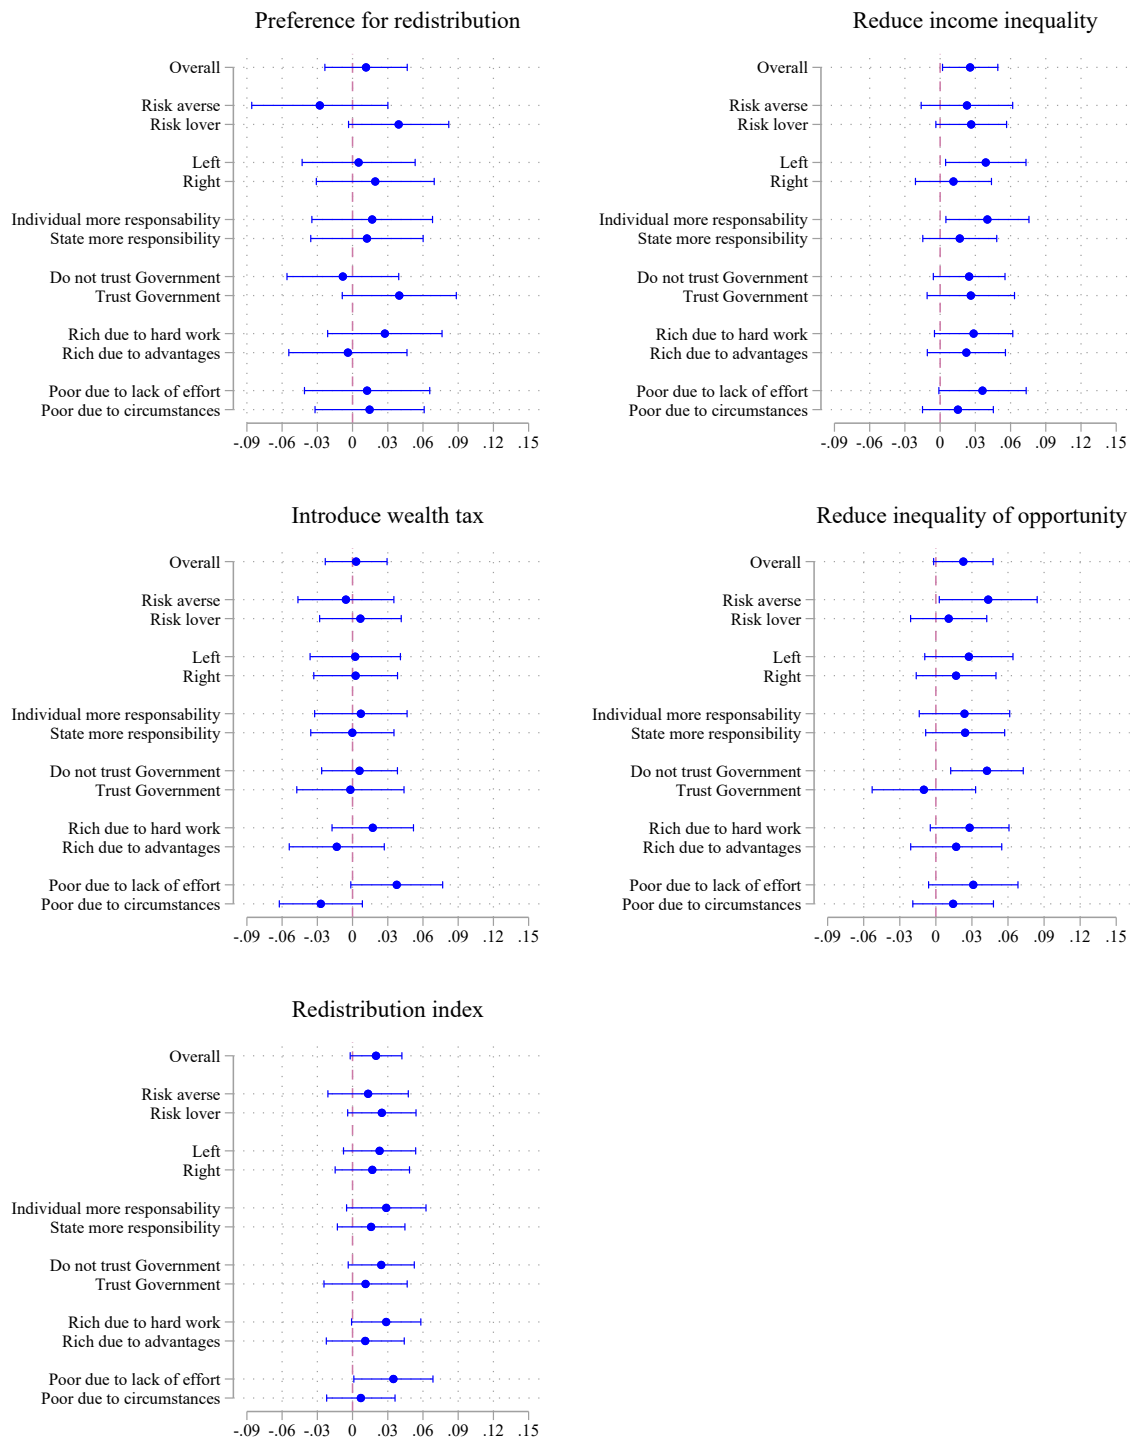 Preference for redistribution
Overall
Risk averse
Risk lover
Left
Right
Individual more responsability
State more responsibility
Do not trust Government
Trust Government
Rich due to hard work
Rich due to advantages
Poor due to lack of effort
Poor due to circumstances
-.09 -.06 -.03 0 .03 .06 .09 .12 .15
Reduce income inequality
Overall
Risk averse
Risk lover
Left
Right
Individual more responsability
State more responsibility
Do not trust Government
Trust Government
Rich due to hard work
Rich due to advantages
Poor due to lack of effort
Poor due to circumstances
-.09 -.06 -.03 0 .03 .06 .09 .12 .15
Introduce wealth tax
Overall
Risk averse
Risk lover
Left
Right
Individual more responsability
State more responsibility
Do not trust Government
Trust Government
Rich due to hard work
Rich due to advantages
Poor due to lack of effort
Poor due to circumstances
-.09 -.06 -.03 0 .03 .06 .09 .12 .15
Reduce inequality of opportunity
Overall
Risk averse
Risk lover
Left
Right
Individual more responsability
State more responsibility
Do not trust Government
Trust Government
Rich due to hard work
Rich due to advantages
Poor due to lack of effort
Poor due to circumstances
-.09 -.06 -.03 0 .03 .06 .09 .12 .15
Redistribution index
Overall
Risk averse
Risk lover
Left
Right
Individual more responsability
State more responsibility
Do not trust Government
Trust Government
Rich due to hard work
Rich due to advantages
Poor due to lack of effort
Poor due to circumstances
-.09 -.06 -.03 0 .03 .06 .09 .12 .15